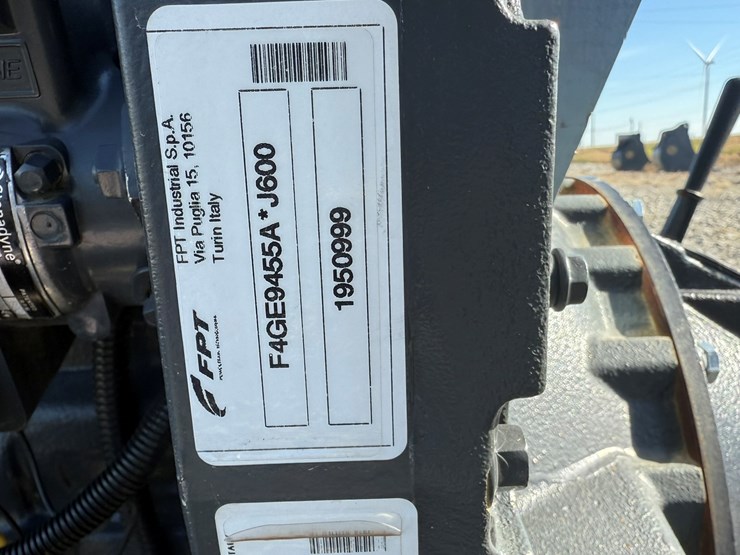 FPT Industrial S.p.A.
Via Puglia 15, 10156
Turin Italy
FPT
F4GE9455A*J600
1950999